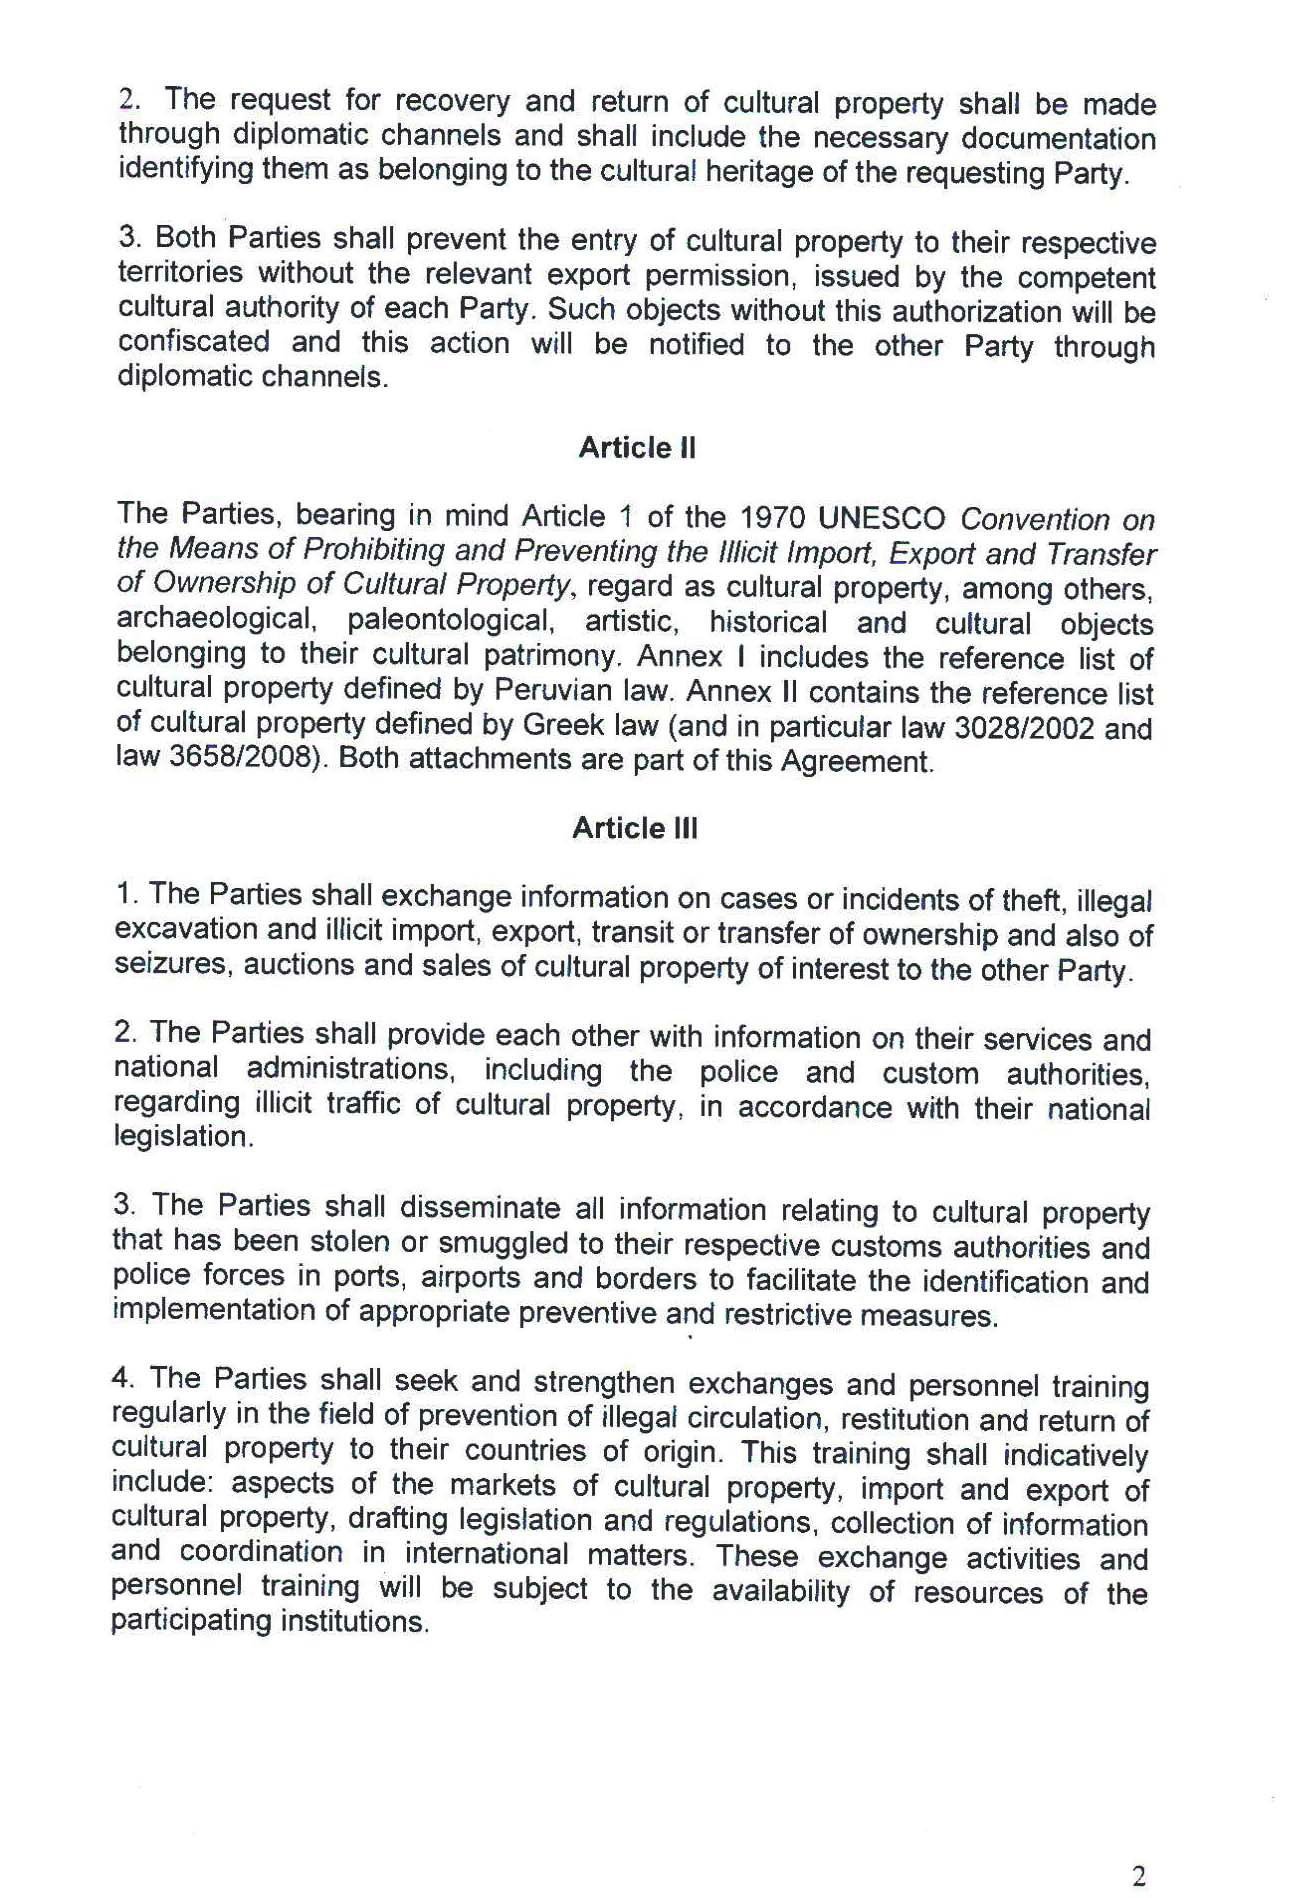 2. The request for recovery and return of cultural property shall be made
through diplomatic channels and shall include the necessary documentation
identifying them as belonging to the cultural heritage of the requesting Party.
3. Both Parties shall prevent the entry of cultural property to their respective
territories without the relevant export permission, issued by the competent
cultural authority of each Party. Such objects without this authorization will be
confiscated and this action will be notified to the other Party through
diplomatic channels.
Article II
The Parties, bearing in mind Article 1 of the 1970 UNESCO Convention on
the Means of Prohibiting and Preventing the Illicit Import, Export and Transfer
of Ownership of Cultural Property, regard as cultural property, among others,
archaeological, paleontological, artistic, historical and cultural objects
belonging to their cultural patrimony. Annex I includes the reference list of
cultural property defined by Peruvian law. Annex II contains the reference list
of cultural property defined by Greek law (and in particular law 3028/2002 and
law 3658/2008). Both attachments are part of this Agreement.
Article III
1. The Parties shall exchange information on cases or incidents of theft, illegal
excavation and illicit import, export, transit or transfer of ownership and also of
seizures, auctions and sales of cultural property of interest to the other Party.
2. The Parties shall provide each other with information on their services and
national administrations, including the police and custom authorities,
regarding illicit traffic of cultural property, in accordance with their national
legislation.
3. The Parties shall disseminate all information relating to cultural property
that has been stolen or smuggled to their respective customs authorities and
police forces in ports, airports and borders to facilitate the identification and
implementation of appropriate preventive and restrictive measures.
4. The Parties shall seek and strengthen exchanges and personnel training
regularly in the field of prevention of illegal circulation, restitution and return of
cultural property to their countries of origin. This training shall indicatively
include: aspects of the markets of cultural property, import and export of
cultural property, drafting legislation and regulations, collection of information
and coordination in international matters. These exchange activities and
personnel training will be subject to the availability of resources of the
participating institutions.
2